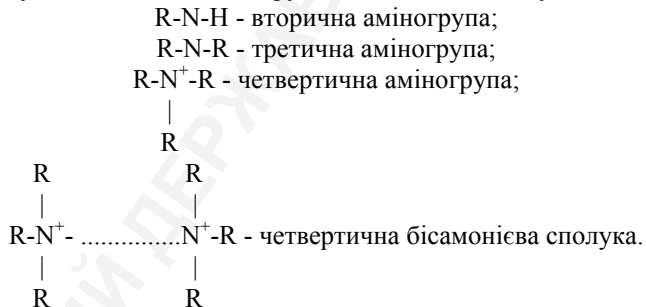 R-N-H - вторична аміногрупа;
R-N-R - третична аміногрупа;
R-N⁺-R - четвертична аміногрупа;
|
R
R R
| |
R-N⁺- ...............N⁺-R - четвертична бісамонієва сполука.
| |
R R